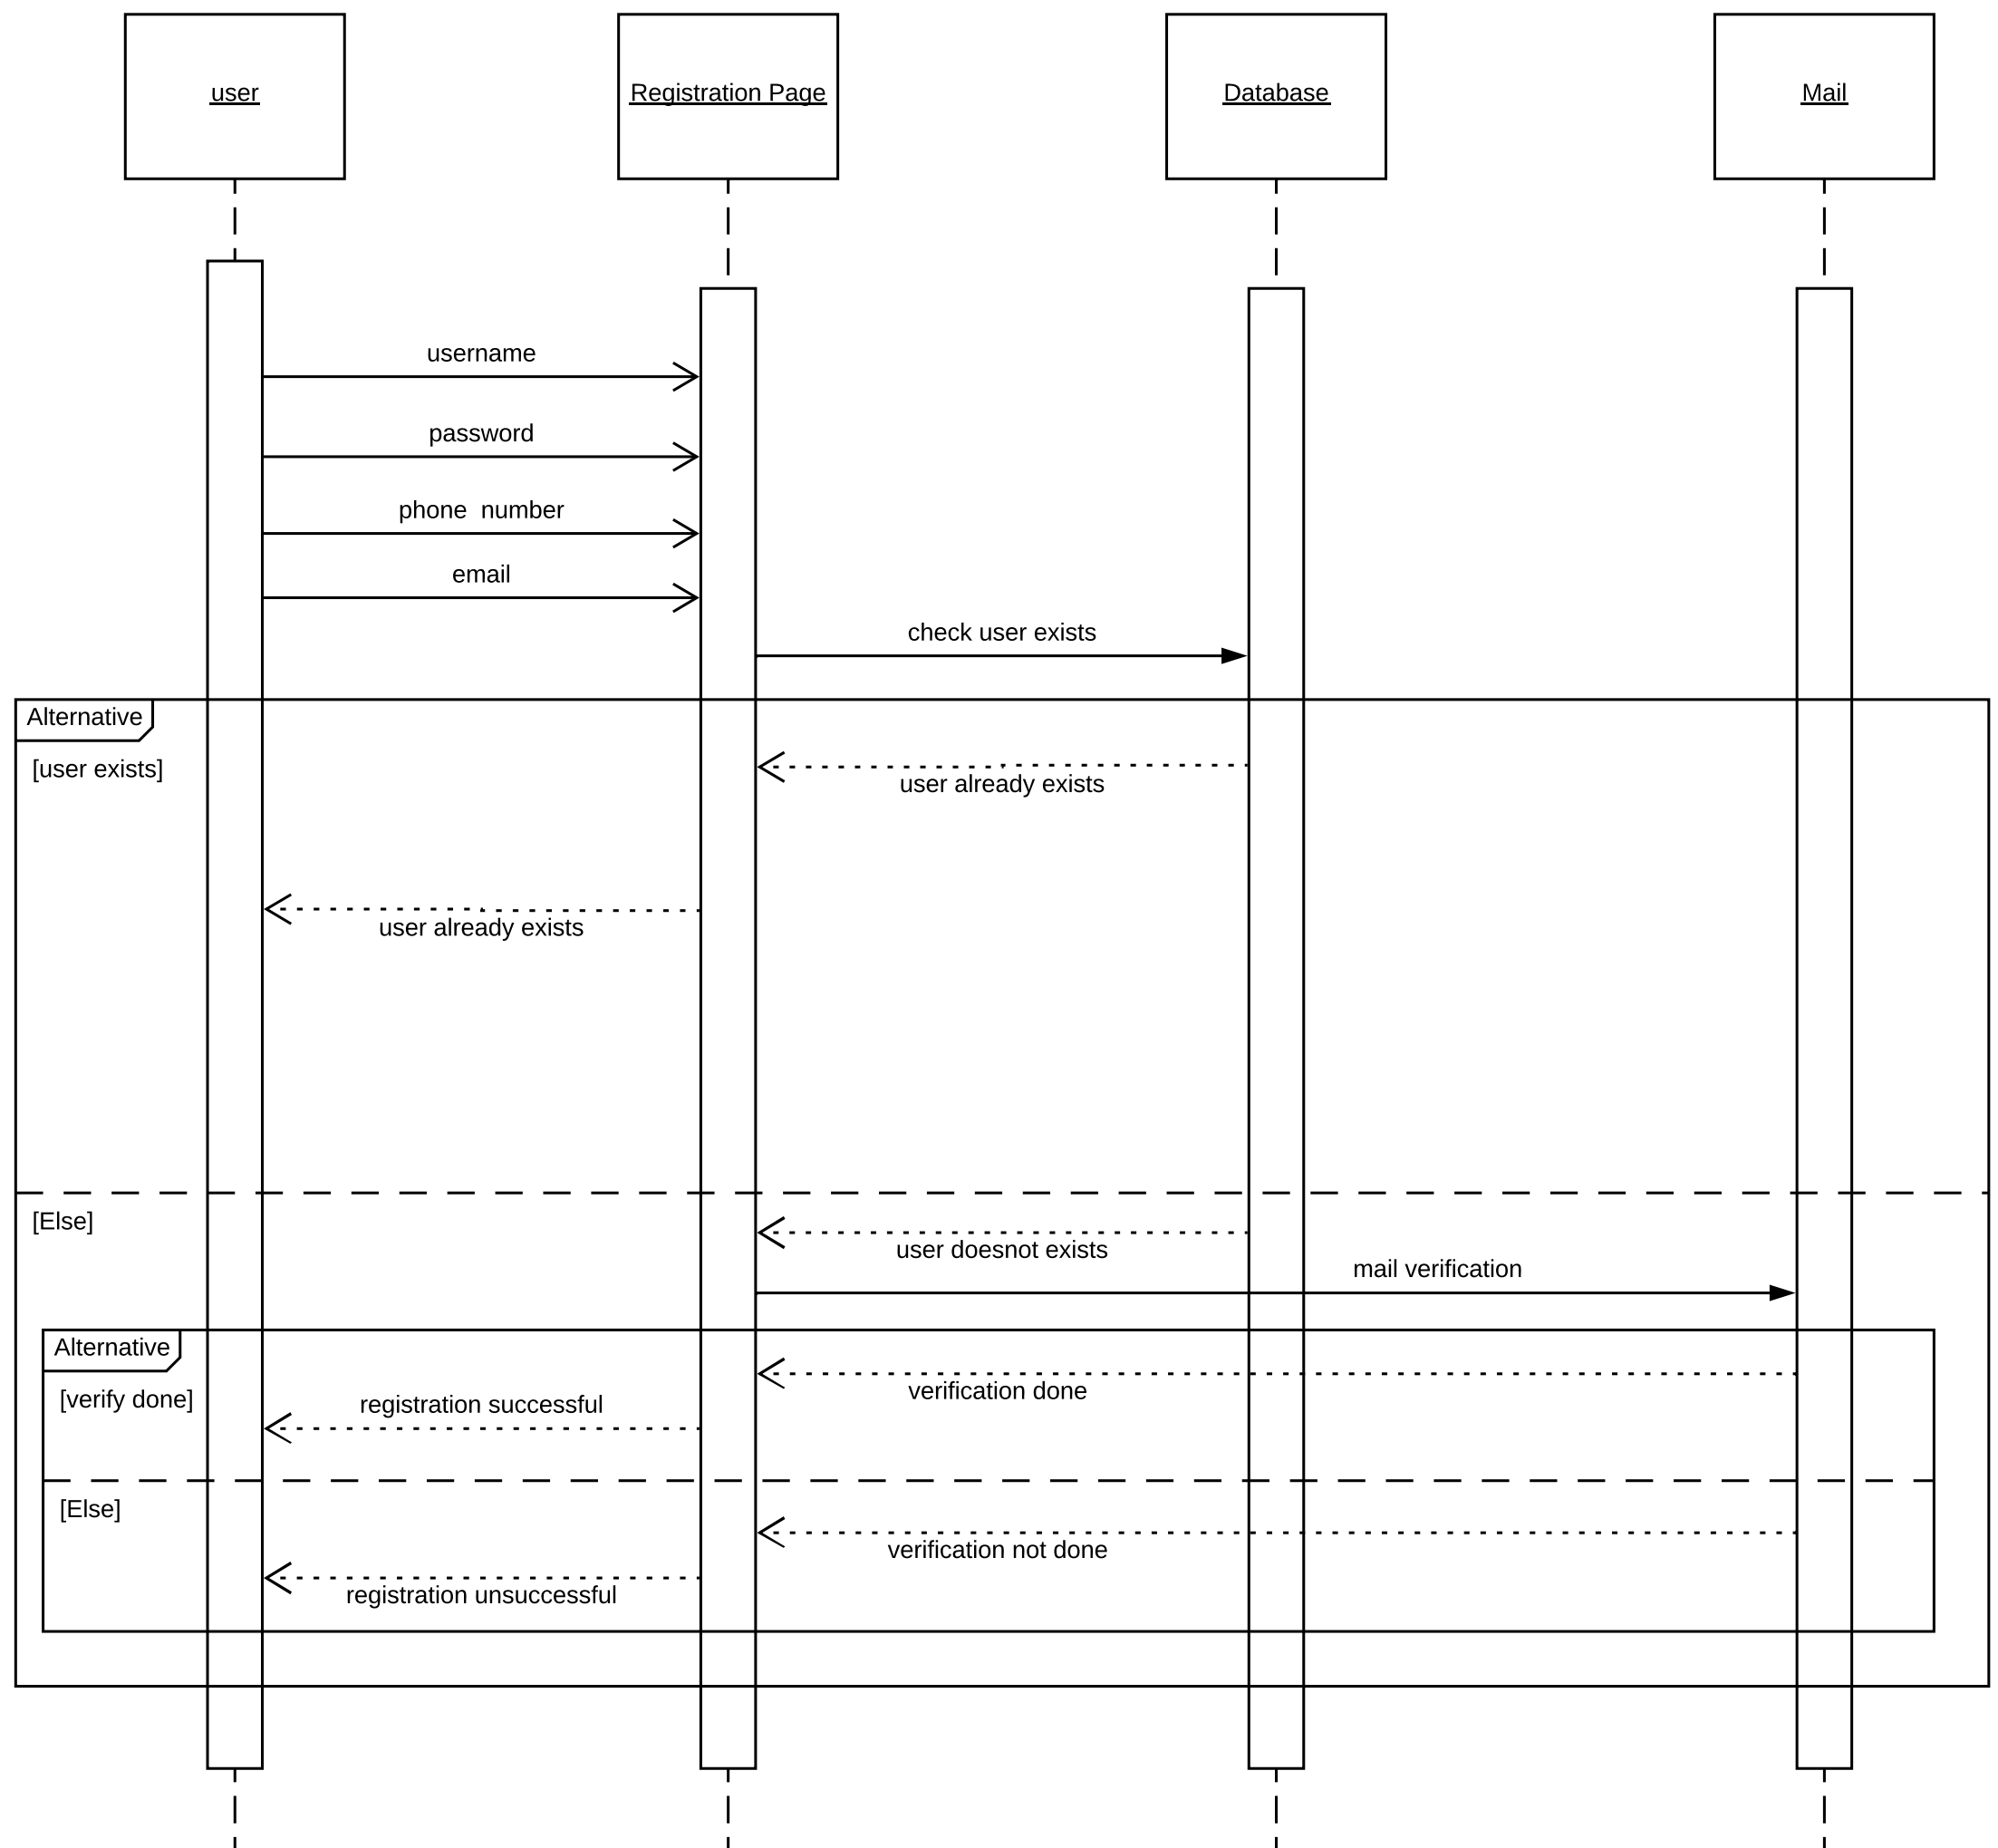 user
Registration Page
Database
Mail
username
password
phone  number
email
check user exists
Alternative
[user exists]
user already exists
user already exists
[Else]
user doesnot exists
mail verification
Alternative
[verify done]
verification done
registration successful
[Else]
verification not done
registration unsuccessful